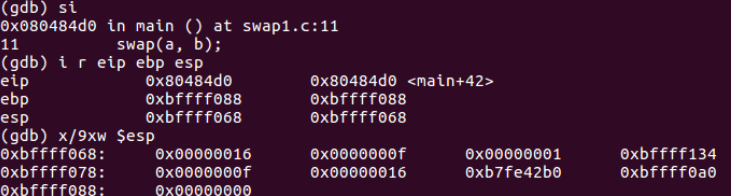 (gdb) si
0x080484d0 in main () at swap1.c:11
11 swap(a, b);
(gdb) i r eip ebp esp
eip 0x80484d0 0x80484d0 <main+42>
ebp 0xbffff088 0xbffff088
esp 0xbffff068 0xbffff068
(gdb) x/9xw $esp
0xbffff068: 0x00000016 0x0000000f 0x00000001 0xbffff134
0xbffff078: 0x0000000f 0x00000016 0xb7fe42b0 0xbffff0a0
0xbffff088: 0x00000000